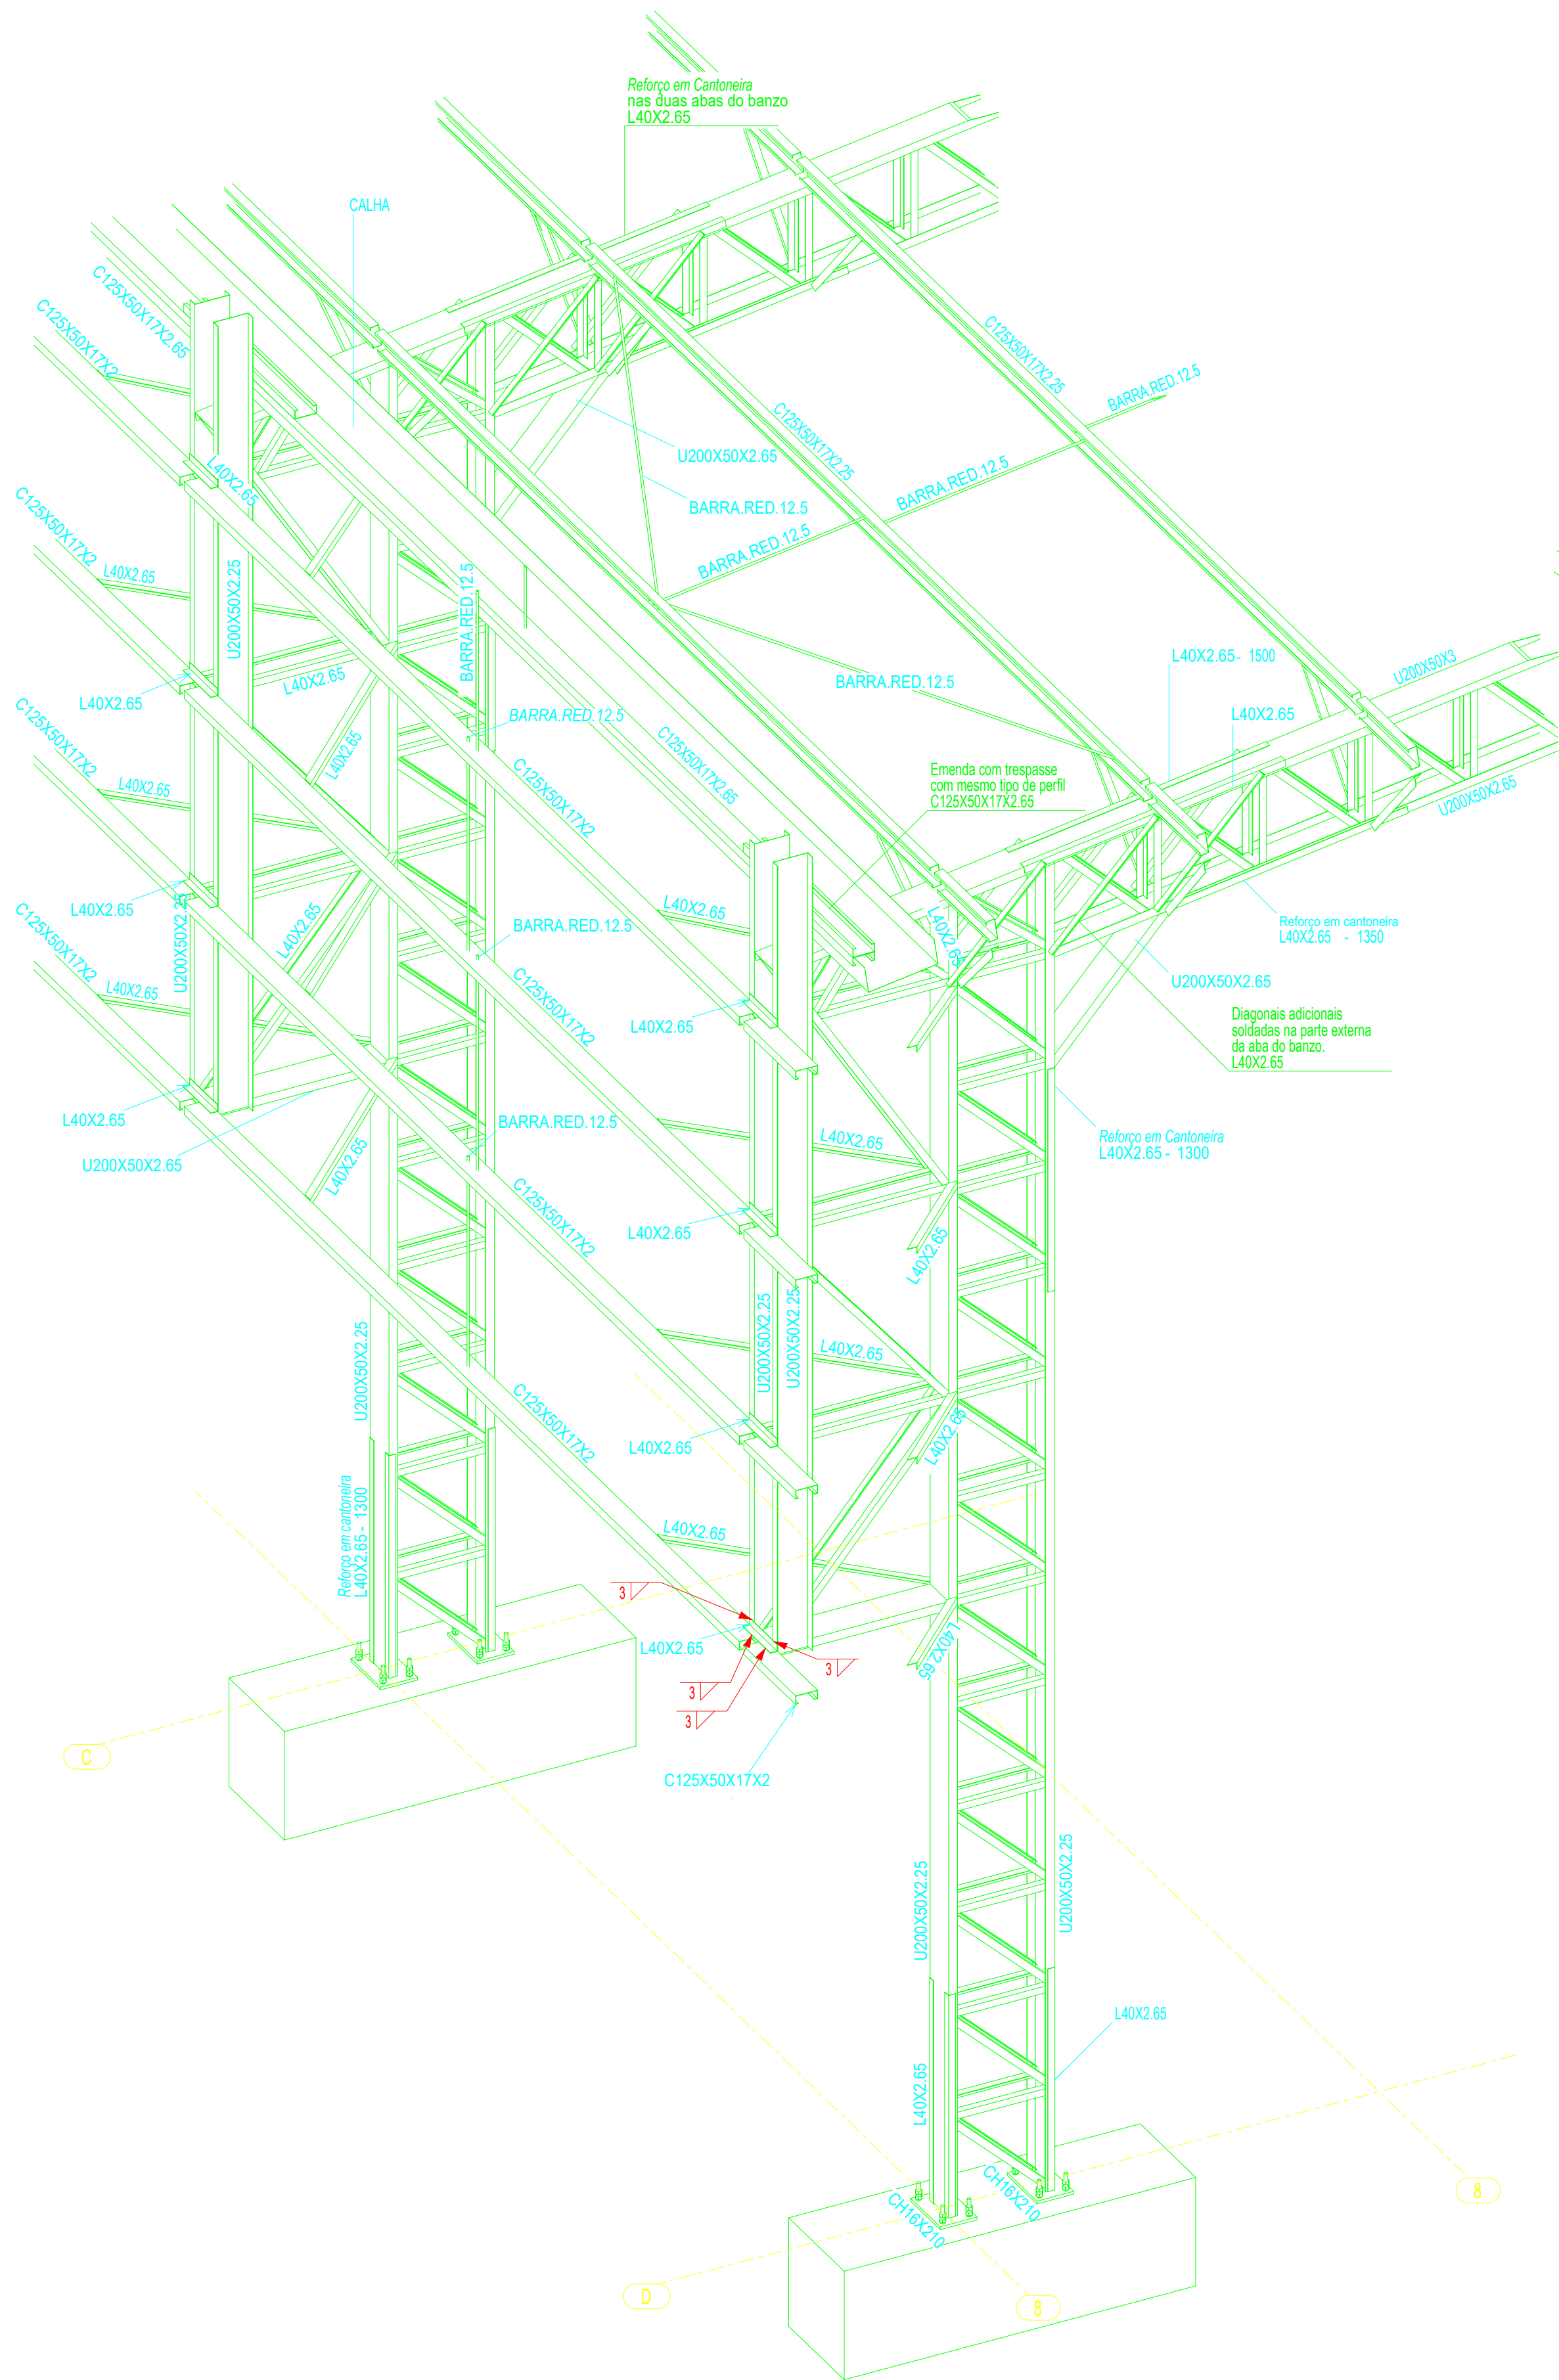 Reforço em Cantoneira
nas duas abas do banzo
L40X2.65
CALHA
C125X50X17X2.65
C125X50X17X2
C125X50X17X2.25
BARRA.RED.12.5
C125X50X17X2.25
U200X50X2.65
L40X2.65
BARRA.RED.12.5
BARRA.RED.12.5
C125X50X17X2
BARRA.RED.12.5
L40X2.65
U200X50X2.25
BARRA.RED.12.5
L40X2.65 - 1500
U200X50X3
BARRA.RED.12.5
L40X2.65
L40X2.65
L40X2.65
BARRA.RED.12.5
C125X50X17X2.65
C125X50X17X2
L40X2.65
C125X50X17X2
Emenda com trespasse
com mesmo tipo de perfil
C125X50X17X2.65
L40X2.65
U200X50X2.65
L40X2.65
L40X2.65
L40X2.65
Reforço em cantoneira
L40X2.65 - 1350
BARRA.RED.12.5
U200X50X2.25
L40X2.65
C125X50X17X2
L40X2.65
C125X50X17X2
L40X2.65
U200X50X2.65
Diagonais adicionais
soldadas na parte externa
da aba do banzo.
L40X2.65
L40X2.65
BARRA.RED.12.5
L40X2.65
Reforço em Cantoneira
L40X2.65 - 1300
U200X50X2.65
L40X2.65
C125X50X17X2
L40X2.65
L40X2.65
U200X50X2.25
U200X50X2.25
U200X50X2.25
L40X2.65
C125X50X17X2
L40X2.65
L40X2.65
Reforço em cantoneira
L40X2.65 - 1300
L40X2.65
3
L40X2.65
L40X2.65
3
3
3
C
C125X50X17X2
U200X50X2.25
U200X50X2.25
L40X2.65
L40X2.65
CH16X210
CH16X210
8
D
8